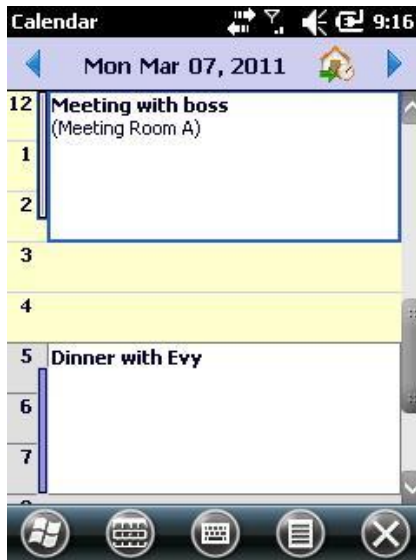 Calendar 9:16
Mon Mar 07, 2011
12 Meeting with boss
(Meeting Room A)
1
2
3
4
5 Dinner with Evy
6
7